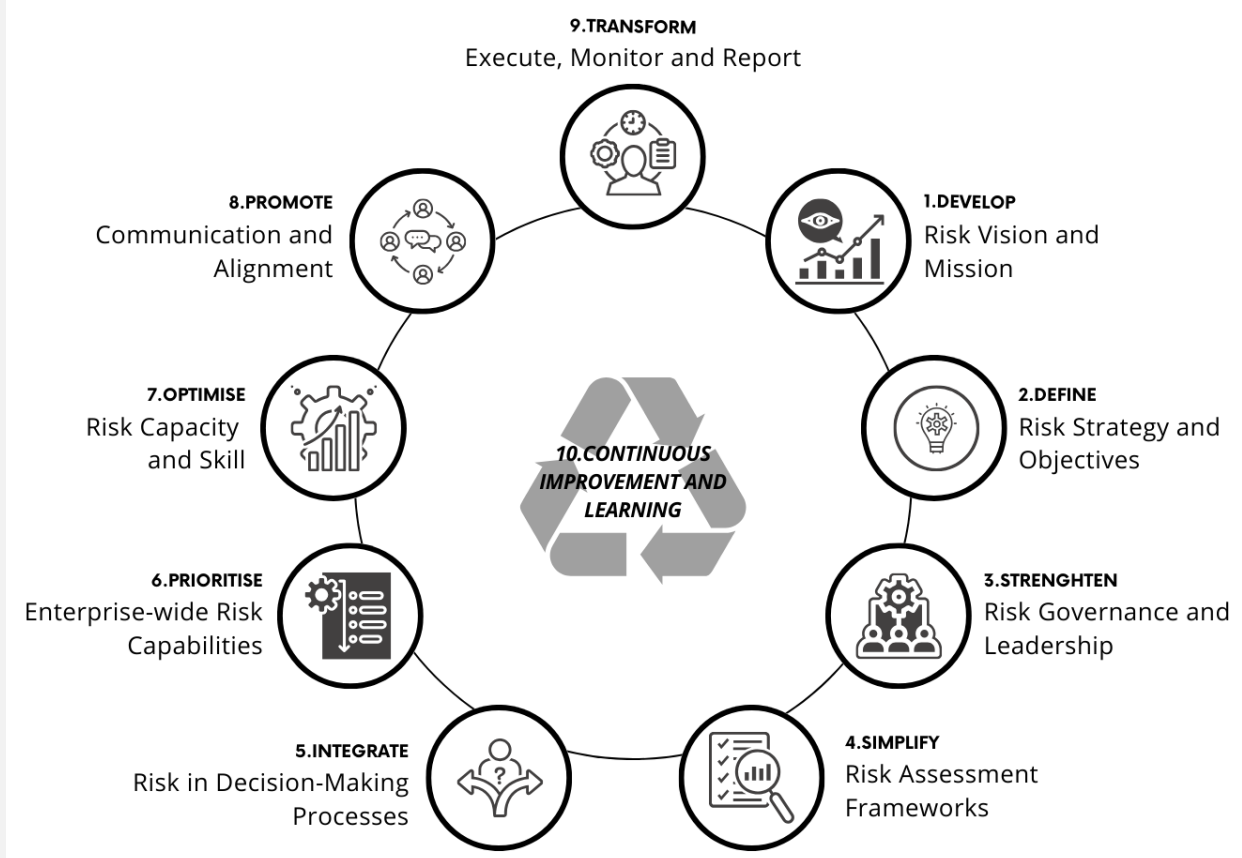 9.TRANSFORM
Execute, Monitor and Report
1.DEVELOP
Risk Vision and
Mission
2.DEFINE
Risk Strategy and
Objectives
3.STRENGHTEN
Risk Governance and
Leadership
4.SIMPLIFY
Risk Assessment
Frameworks
5.INTEGRATE
Risk in Decision-Making
Processes
6.PRIORITISE
Enterprise-wide Risk
Capabilities
7.OPTIMISE
Risk Capacity
and Skill
8.PROMOTE
Communication and
Alignment
10.CONTINUOUS
IMPROVEMENT AND
LEARNING
?